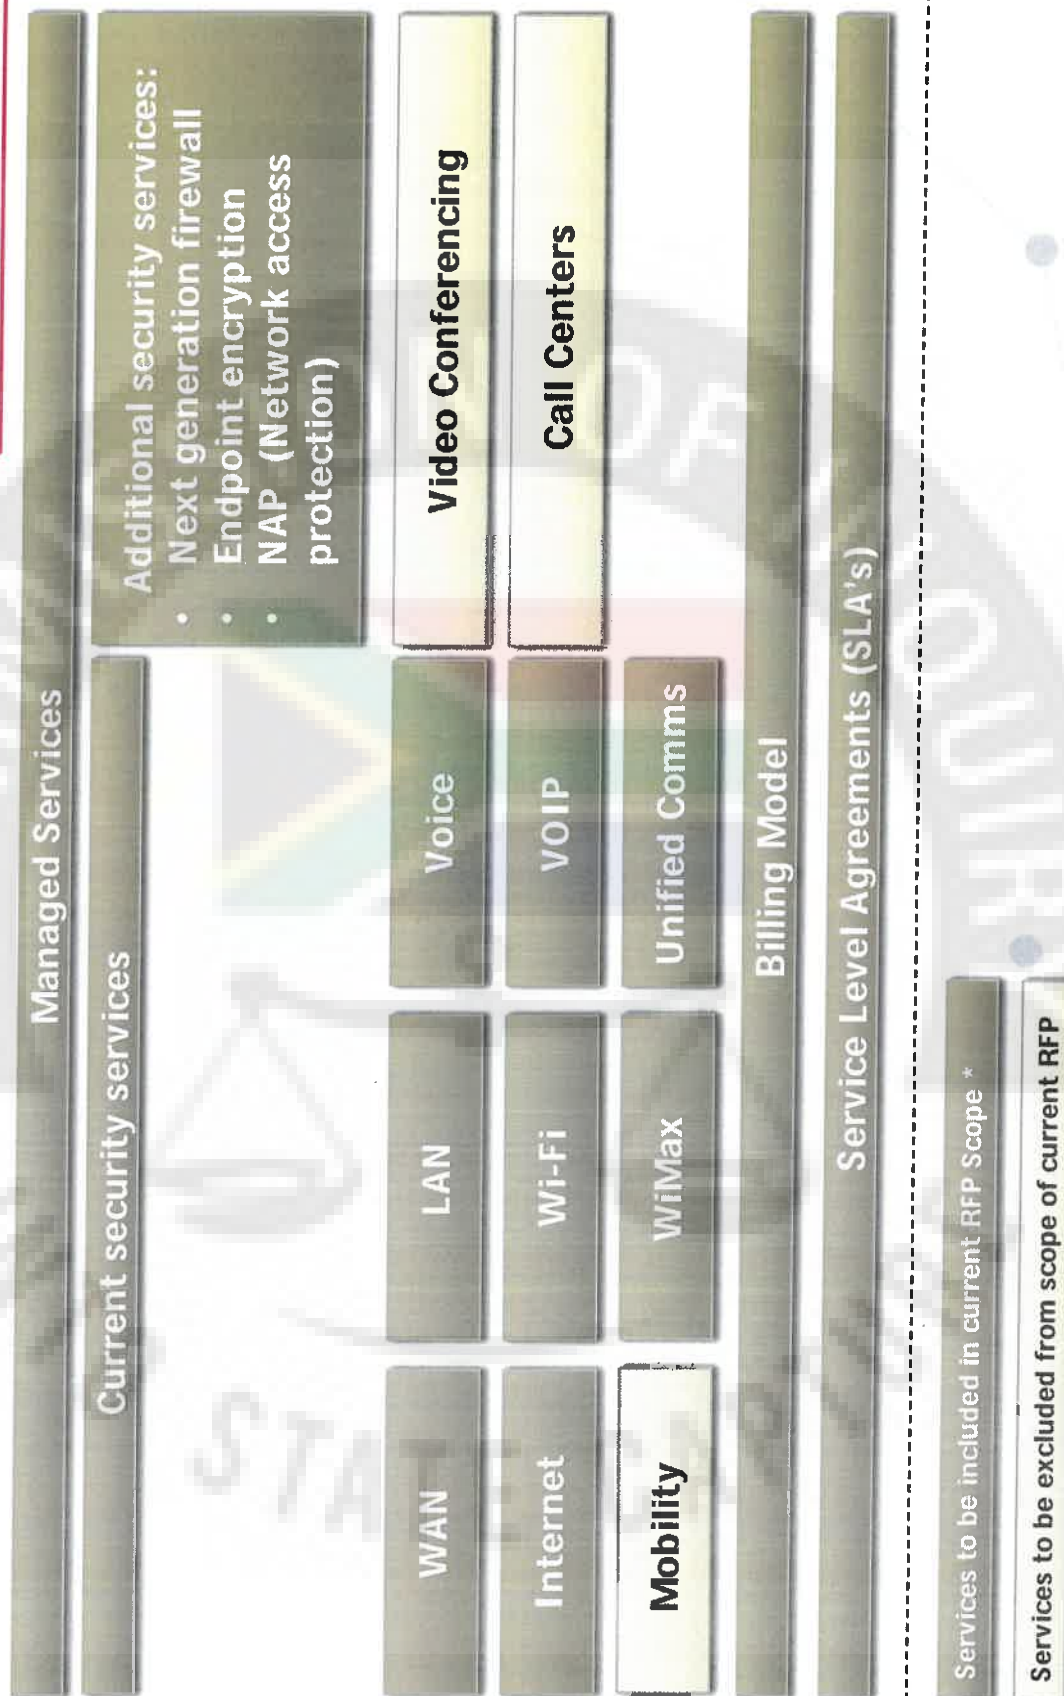 Managed Services
Current security services
Additional security services:
• Next generation firewall
• Endpoint encryption
• NAP (Network access
protection)
WAN
LAN
Voice
Video Conferencing
Internet
Wi-Fi
VOIP
Call Centers
Mobility
WiMax
Unified Comms
Billing Model
Service Level Agreements (SLA's)
Services to be included in current RFP Scope *
Services to be excluded from scope of current RFP
STATE CAPTURE